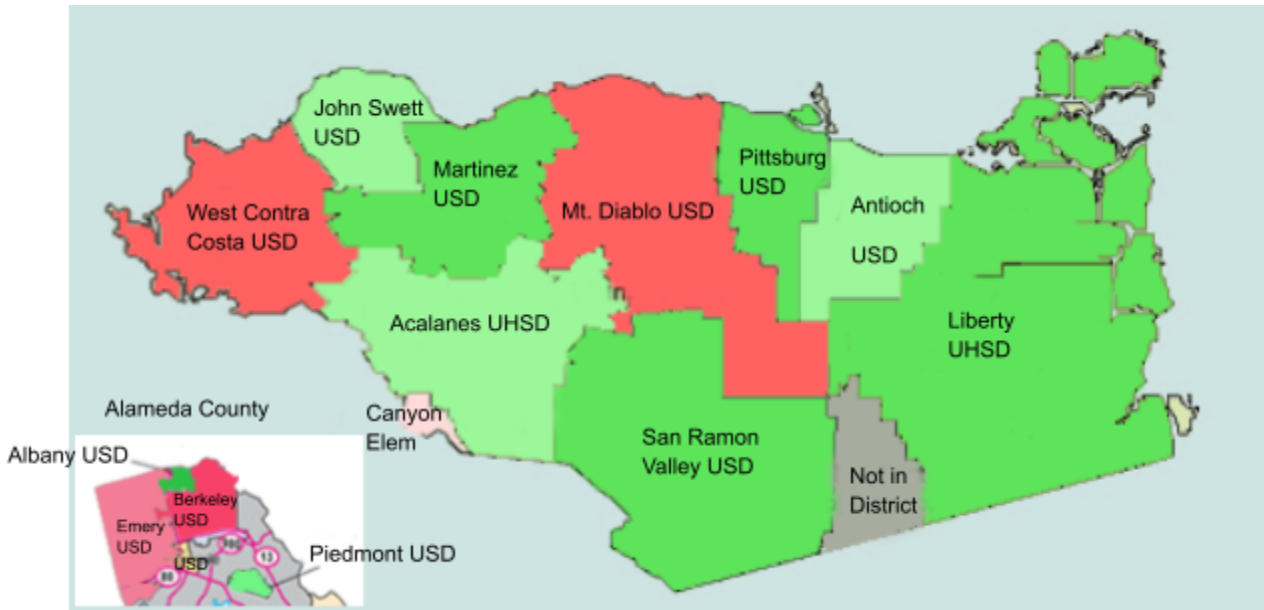 John Swett
USD
Martinez
USD
Pittsburg
USD
West Contra
Costa USD
Mt. Diablo USD
Antioch
USD
Acalanes UHSD
Liberty
UHSD
Alameda County
Canyon
Elem
San Ramon
Valley USD
Not in
District
Albany USD
Berkeley
USD
Emery
USD
USD
Piedmont USD
80
13